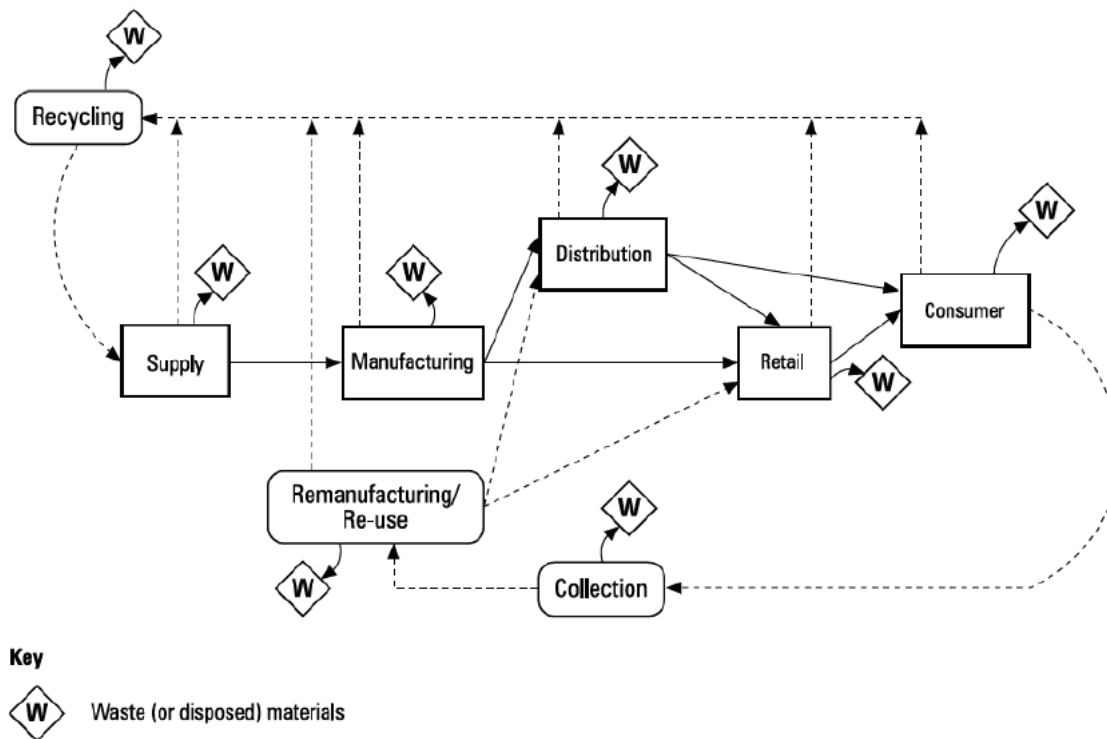 W
Recycling
W
Distribution
W
W
W
Consumer
Supply
Manufacturing
Retail
W
Remanufacturing/
Re-use
W
W
Collection
Key
W Waste (or disposed) materials